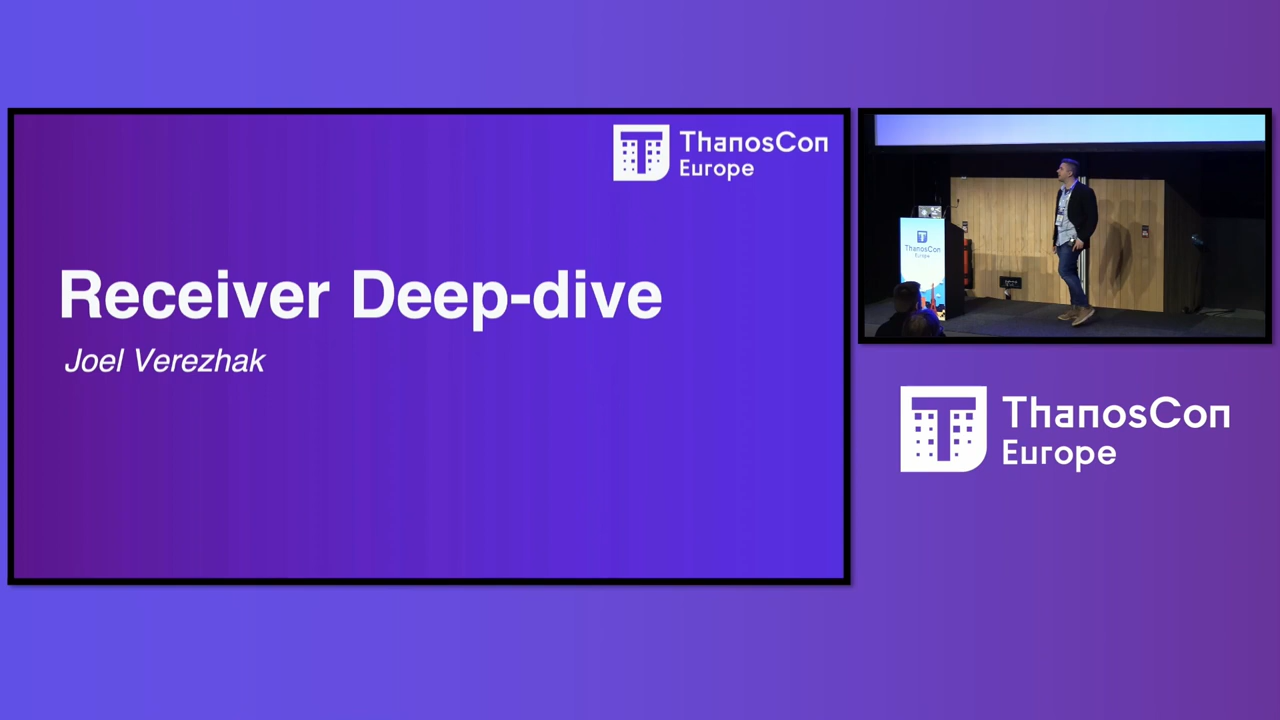 ThanosCon
Europe
Receiver Deep-dive
Joel Verezhak
ThanosCon
Europe
ThanosCon
Europe